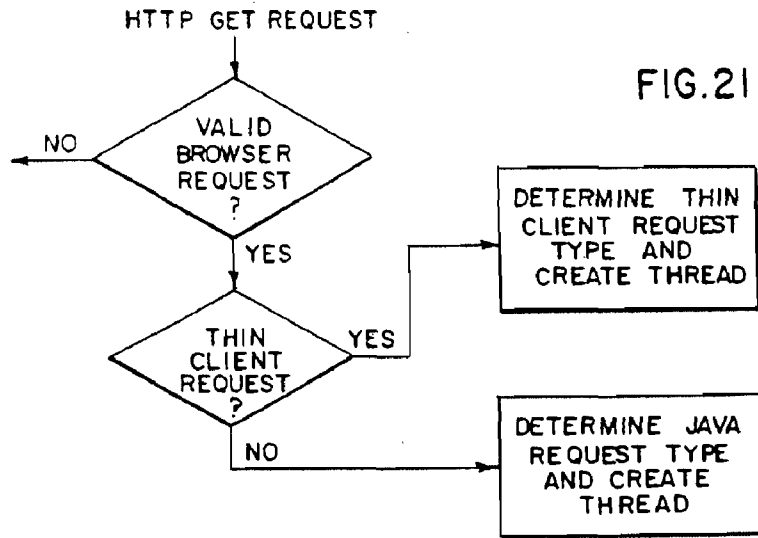 HTTP GET REQUEST
FIG.21
VALID
BROWSER
REQUEST
?
NO
YES
THIN
CLIENT
REQUEST
?
YES
NO
DETERMINE THIN
CLIENT REQUEST
TYPE AND
CREATE THREAD
DETERMINE JAVA
REQUEST TYPE
AND CREATE
THREAD